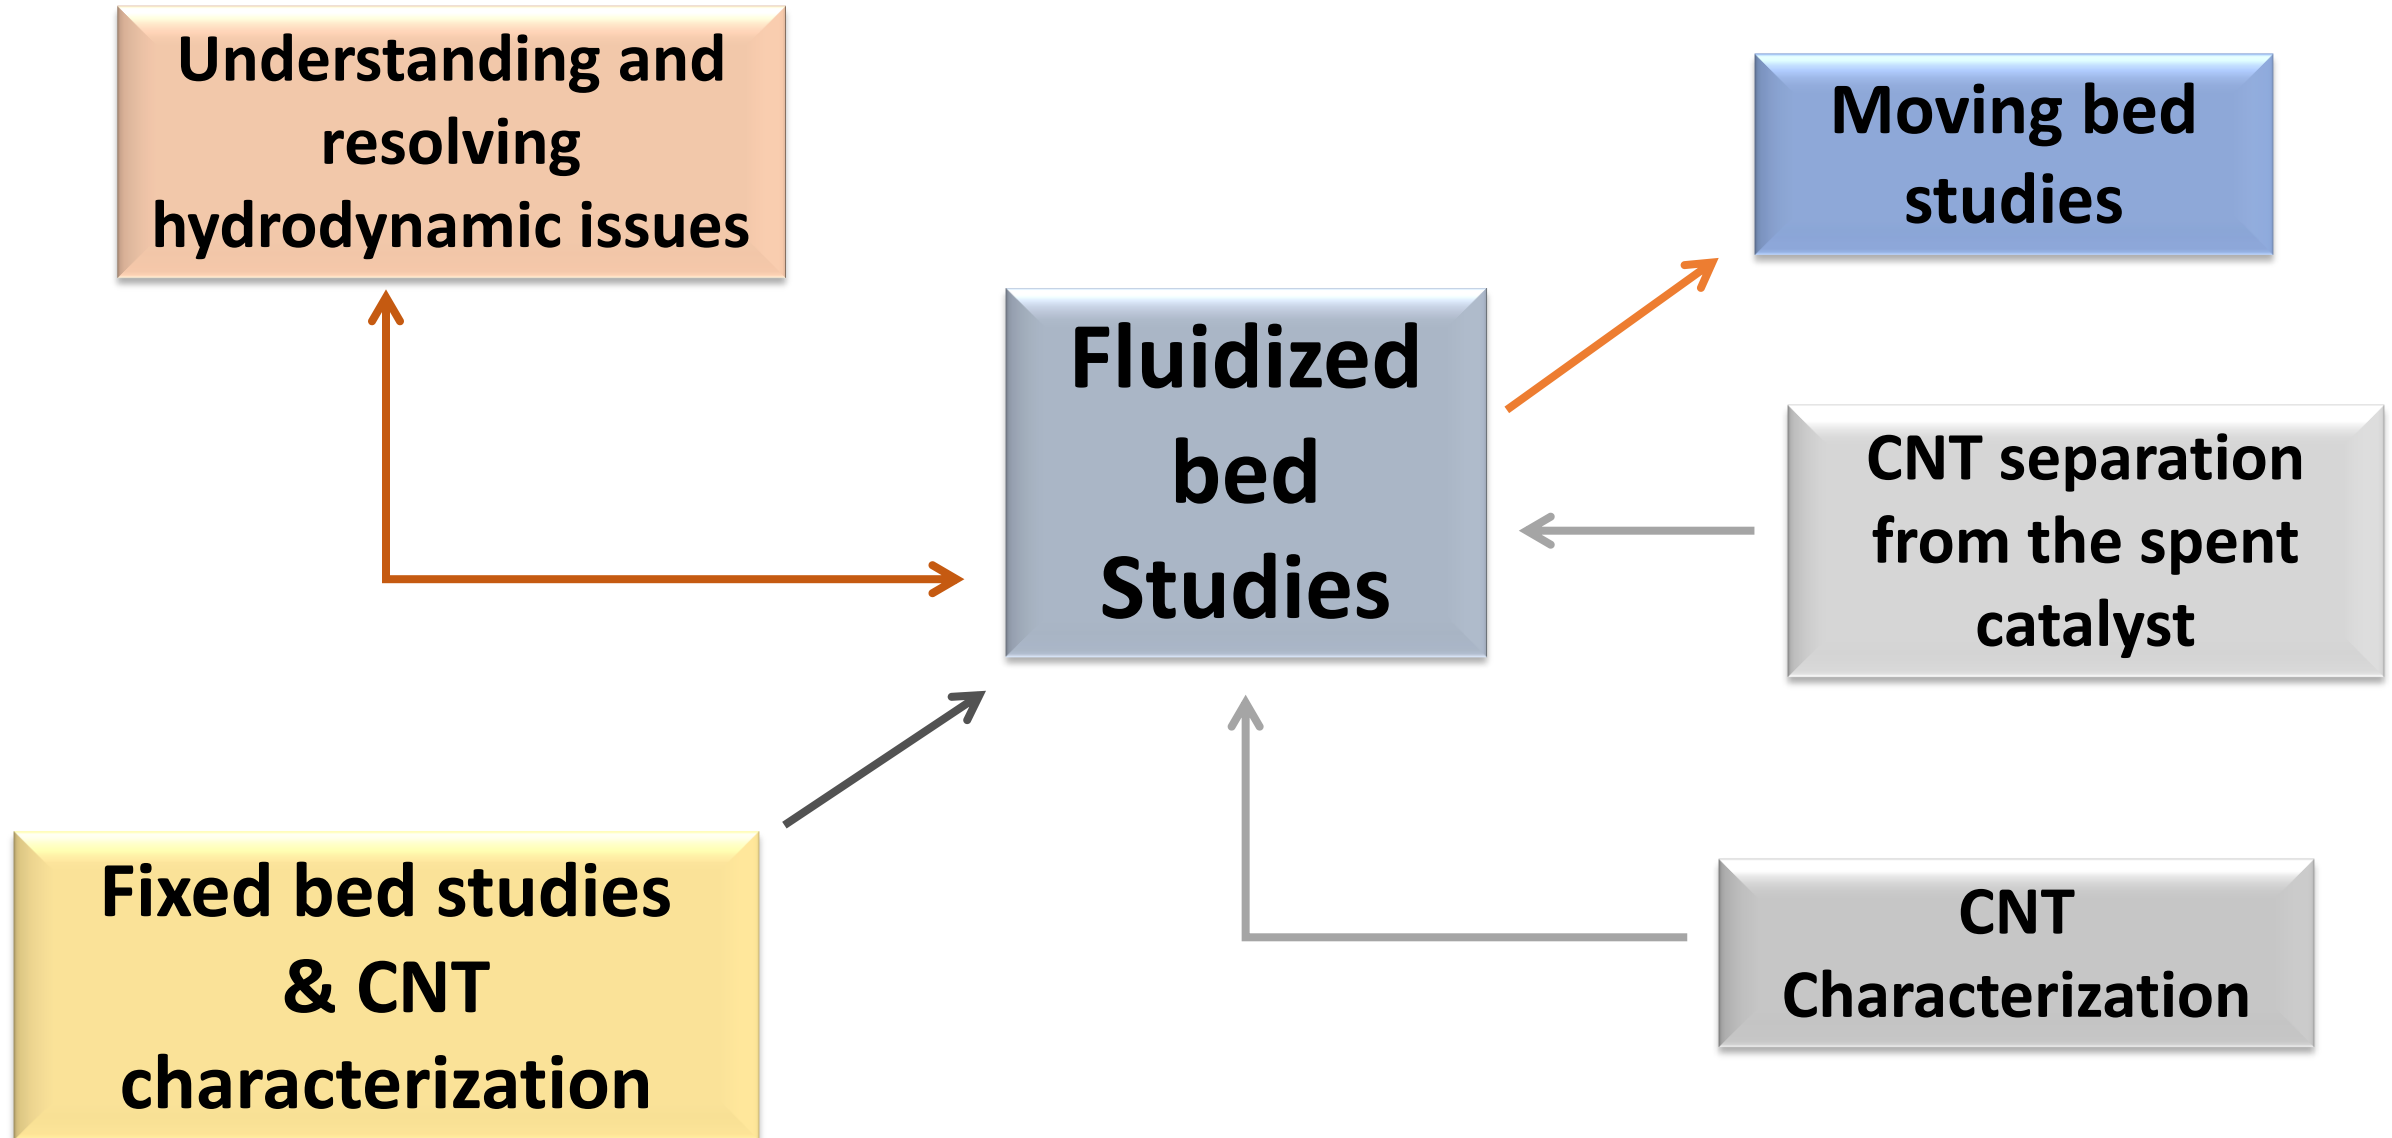 Understanding and
resolving
hydrodynamic issues
Moving bed
studies
Fluidized
bed
Studies
CNT separation
from the spent
catalyst
Fixed bed studies
& CNT
characterization
CNT
Characterization